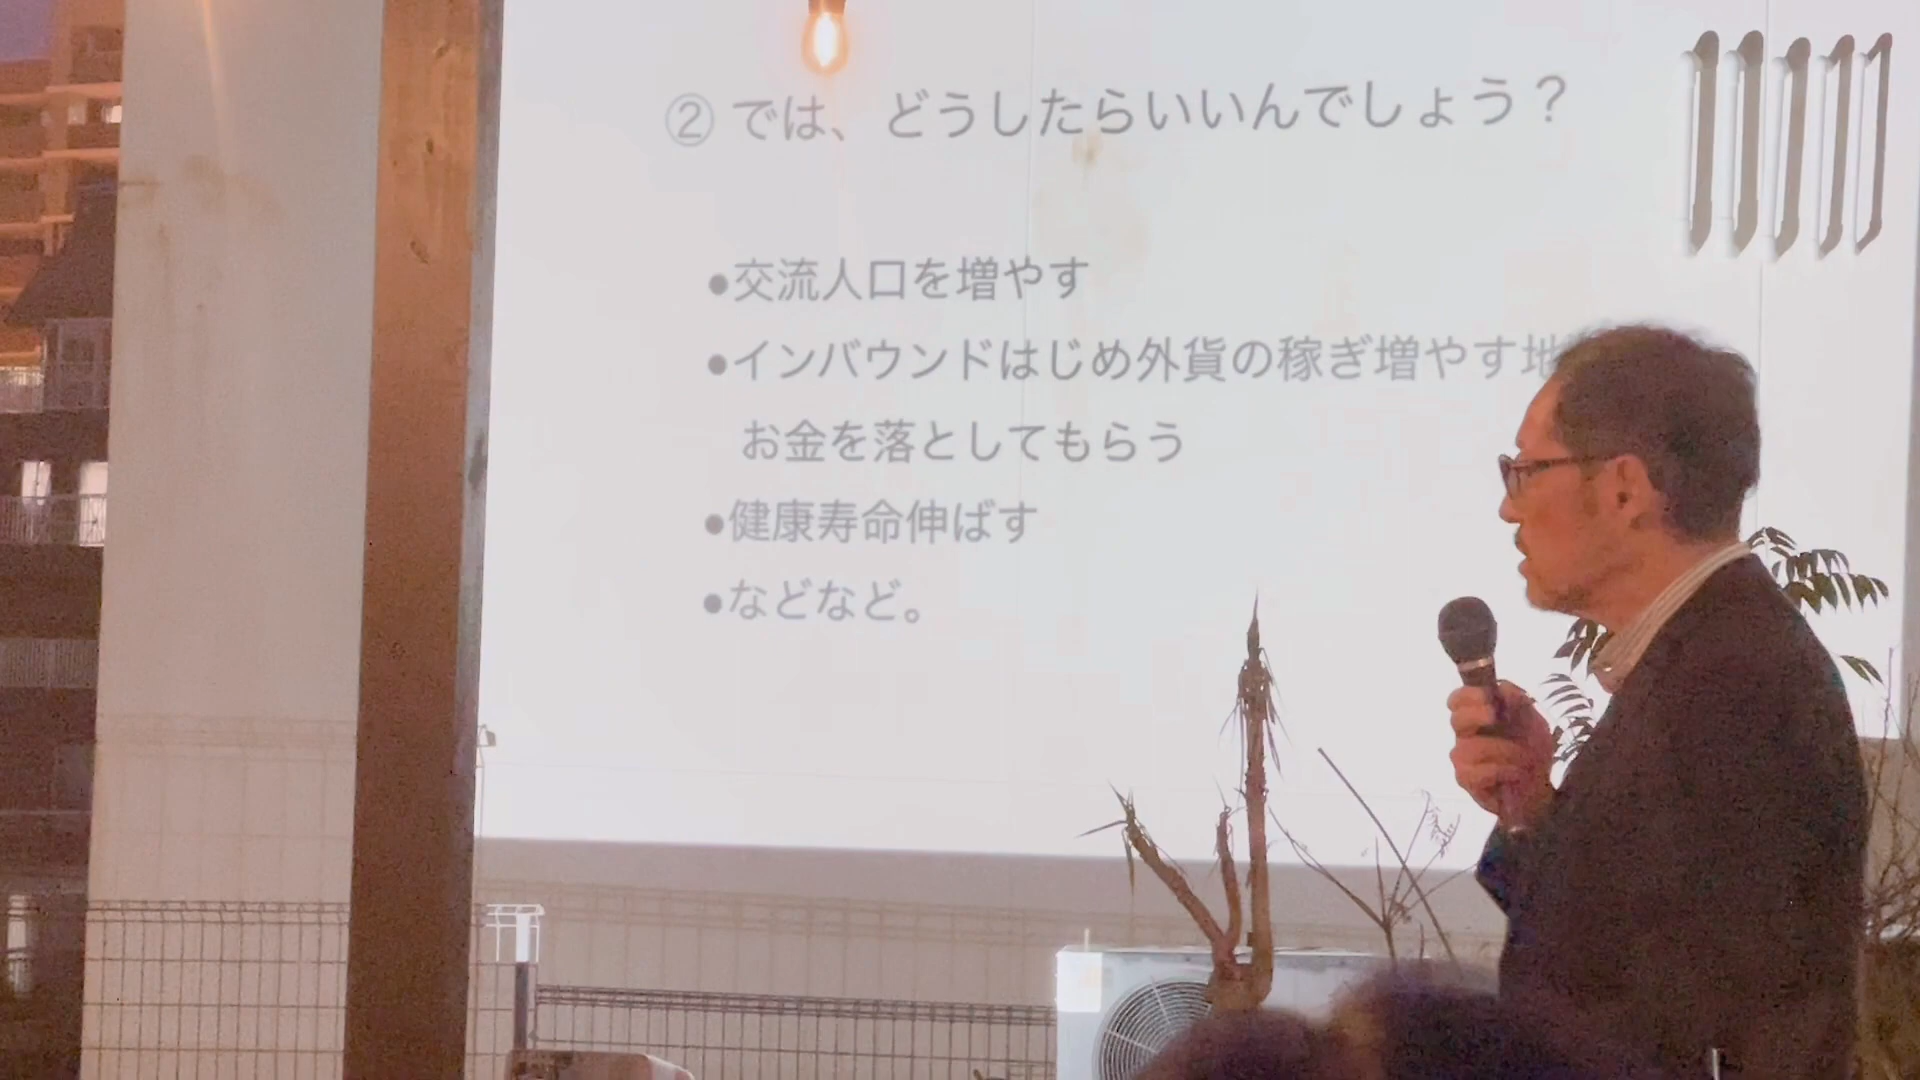 ② では、どうしたらいいんでしょう？
●交流人口を増やす
●インバウンドはじめ外貨の稼ぎ増やす地
お金を落としてもらう
●健康寿命伸ばす
●などなど。